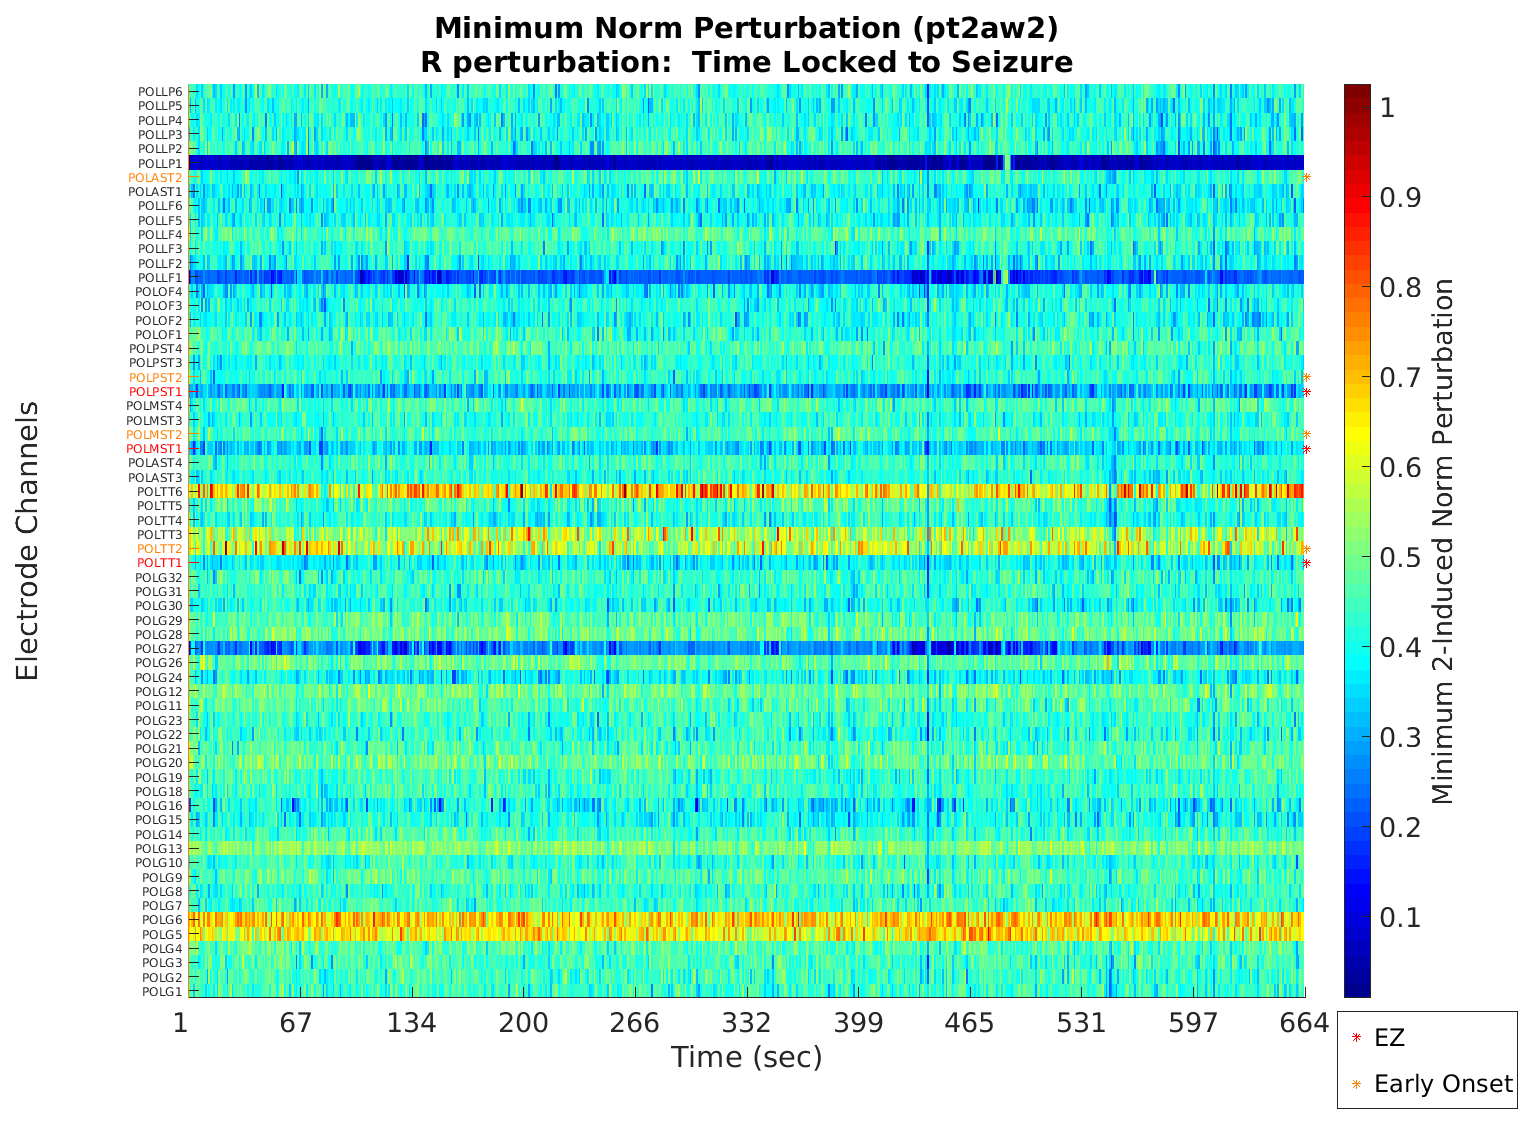 Minimum Norm Perturbation (pt2aw2)
R perturbation:  Time Locked to Seizure
Electrode Channels
POLLP6
POLLP5
POLLP4
POLLP3
POLLP2
POLLP1
POLAST2
POLAST1
POLLF6
POLLF5
POLLF4
POLLF3
POLLF2
POLLF1
POLOF4
POLOF3
POLOF2
POLOF1
POLPST4
POLPST3
POLPST2
POLPST1
POLMST4
POLMST3
POLMST2
POLMST1
POLAST4
POLAST3
POLTT6
POLTT5
POLTT4
POLTT3
POLTT2
POLTT1
POLG32
POLG31
POLG30
POLG29
POLG28
POLG27
POLG26
POLG24
POLG12
POLG11
POLG23
POLG22
POLG21
POLG20
POLG19
POLG18
POLG16
POLG15
POLG14
POLG13
POLG10
POLG9
POLG8
POLG7
POLG6
POLG5
POLG4
POLG3
POLG2
POLG1
1 67 134 200 266 332 399 465 531 597 664
Time (sec)
1
0.9
0.8
0.7
0.6
0.5
0.4
0.3
0.2
0.1
Minimum 2-Induced Norm Perturbation
EZ
Early Onset